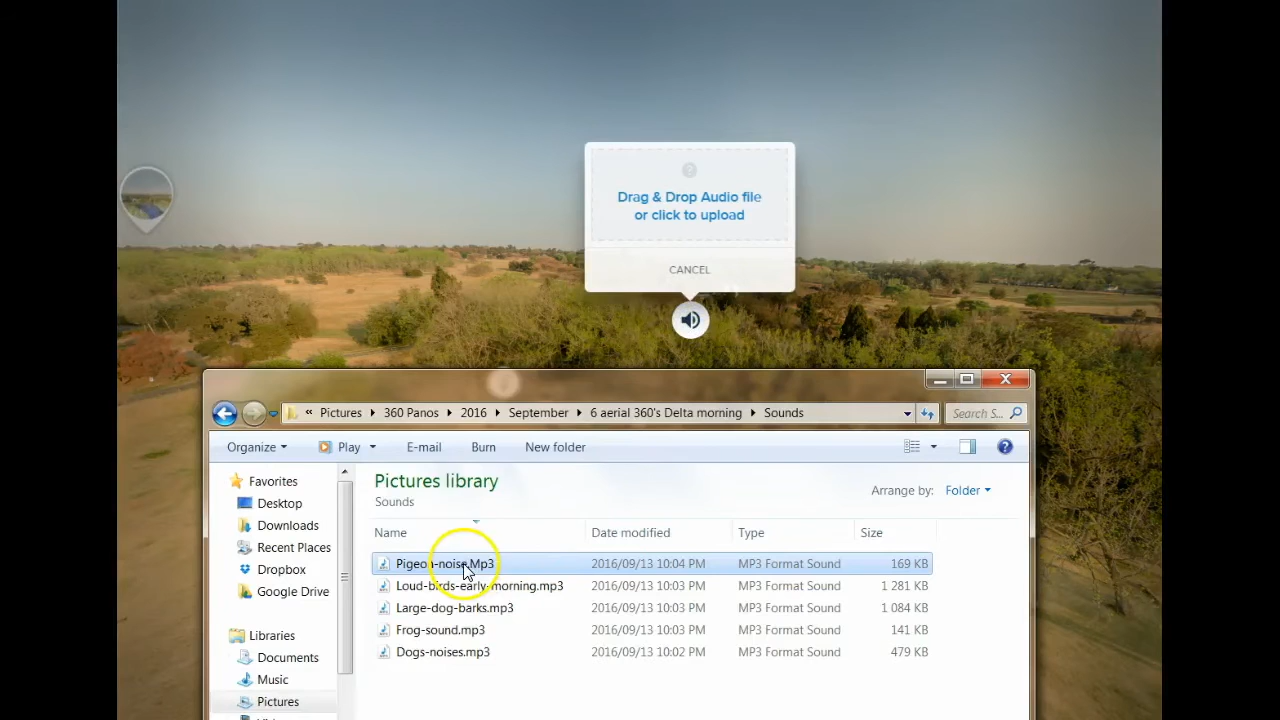 ?
Drag & Drop Audio file
or click to upload
CANCEL
« Pictures 360 Panos 2016 September 6 aerial 360's Delta morning Sounds
Search S...
Organize Play E-mail Burn New folder
Favorites
Desktop
Downloads
Recent Places
Dropbox
Google Drive
Libraries
Documents
Music
Pictures
Pictures library
Sounds
Arrange by: Folder
Name Date modified Type Size
Pigeon-noise.Mp3 2016/09/13 10:04 PM MP3 Format Sound 169 KB
Loud-birds-early-morning.mp3 2016/09/13 10:03 PM MP3 Format Sound 1 281 KB
Large-dog-barks.mp3 2016/09/13 10:03 PM MP3 Format Sound 1 084 KB
Frog-sound.mp3 2016/09/13 10:03 PM MP3 Format Sound 141 KB
Dogs-noises.mp3 2016/09/13 10:02 PM MP3 Format Sound 479 KB